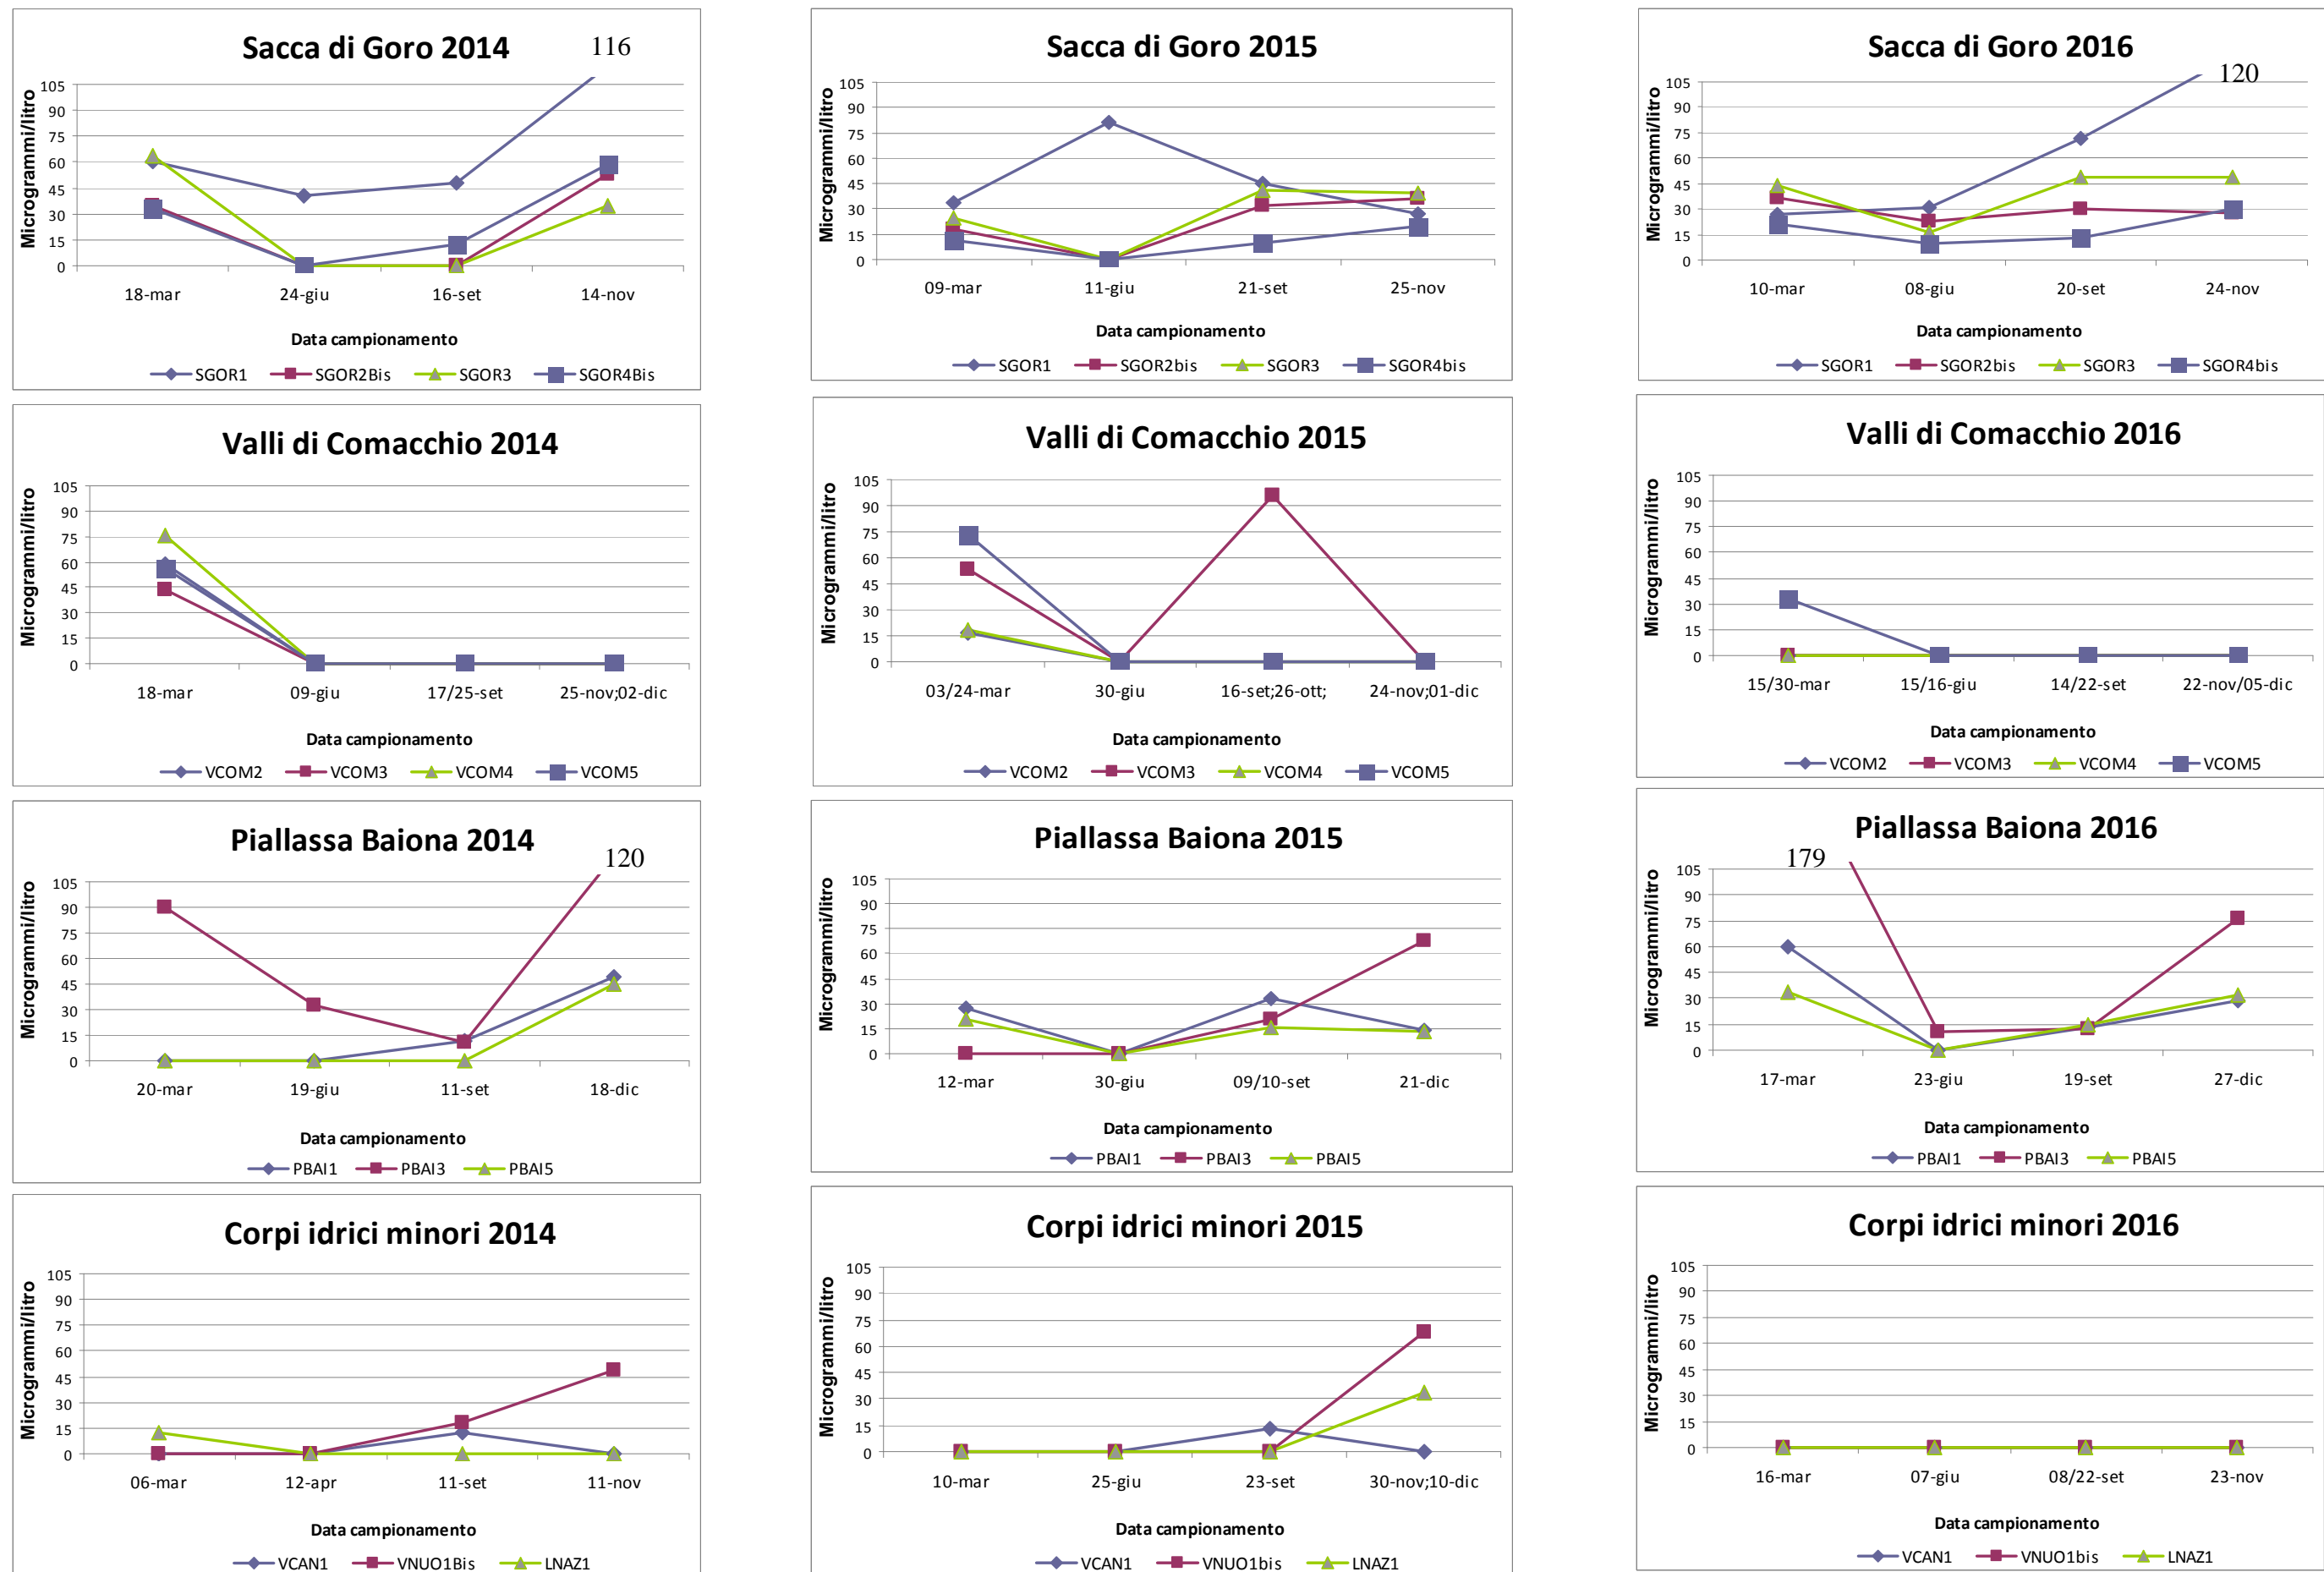 Sacca di Goro 2014
116
Microgrammi/litro
105
90
75
60
45
30
15
0
18-mar 24-giu 16-set 14-nov
Data campionamento
SGOR1 SGOR2Bis SGOR3 SGOR4Bis
Sacca di Goro 2015
Microgrammi/litro
105
90
75
60
45
30
15
0
09-mar 11-giu 21-set 25-nov
Data campionamento
SGOR1 SGOR2bis SGOR3 SGOR4bis
Sacca di Goro 2016
120
Microgrammi/litro
105
90
75
60
45
30
15
0
10-mar 08-giu 20-set 24-nov
Data campionamento
SGOR1 SGOR2bis SGOR3 SGOR4bis
Valli di Comacchio 2014
Microgrammi/litro
105
90
75
60
45
30
15
0
18-mar 09-giu 17/25-set 25-nov;02-dic
Data campionamento
VCOM2 VCOM3 VCOM4 VCOM5
Valli di Comacchio 2015
Microgrammi/litro
105
90
75
60
45
30
15
0
03/24-mar 30-giu 16-set;26-ott; 24-nov;01-dic
Data campionamento
VCOM2 VCOM3 VCOM4 VCOM5
Valli di Comacchio 2016
Microgrammi/litro
105
90
75
60
45
30
15
0
15/30-mar 15/16-giu 14/22-set 22-nov/05-dic
Data campionamento
VCOM2 VCOM3 VCOM4 VCOM5
Piallassa Baiona 2014
120
Microgrammi/litro
105
90
75
60
45
30
15
0
20-mar 19-giu 11-set 18-dic
Data campionamento
PBAI1 PBAI3 PBAI5
Piallassa Baiona 2015
Microgrammi/litro
105
90
75
60
45
30
15
0
12-mar 30-giu 09/10-set 21-dic
Data campionamento
PBAI1 PBAI3 PBAI5
Piallassa Baiona 2016
179
Microgrammi/litro
105
90
75
60
45
30
15
0
17-mar 23-giu 19-set 27-dic
Data campionamento
PBAI1 PBAI3 PBAI5
Corpi idrici minori 2014
Microgrammi/litro
105
90
75
60
45
30
15
0
06-mar 12-apr 11-set 11-nov
Data campionamento
VCAN1 VNUO1Bis LNAZ1
Corpi idrici minori 2015
Microgrammi/litro
105
90
75
60
45
30
15
0
10-mar 25-giu 23-set 30-nov;10-dic
Data campionamento
VCAN1 VNUO1bis LNAZ1
Corpi idrici minori 2016
Microgrammi/litro
105
90
75
60
45
30
15
0
16-mar 07-giu 08/22-set 23-nov
Data campionamento
VCAN1 VNUO1bis LNAZ1